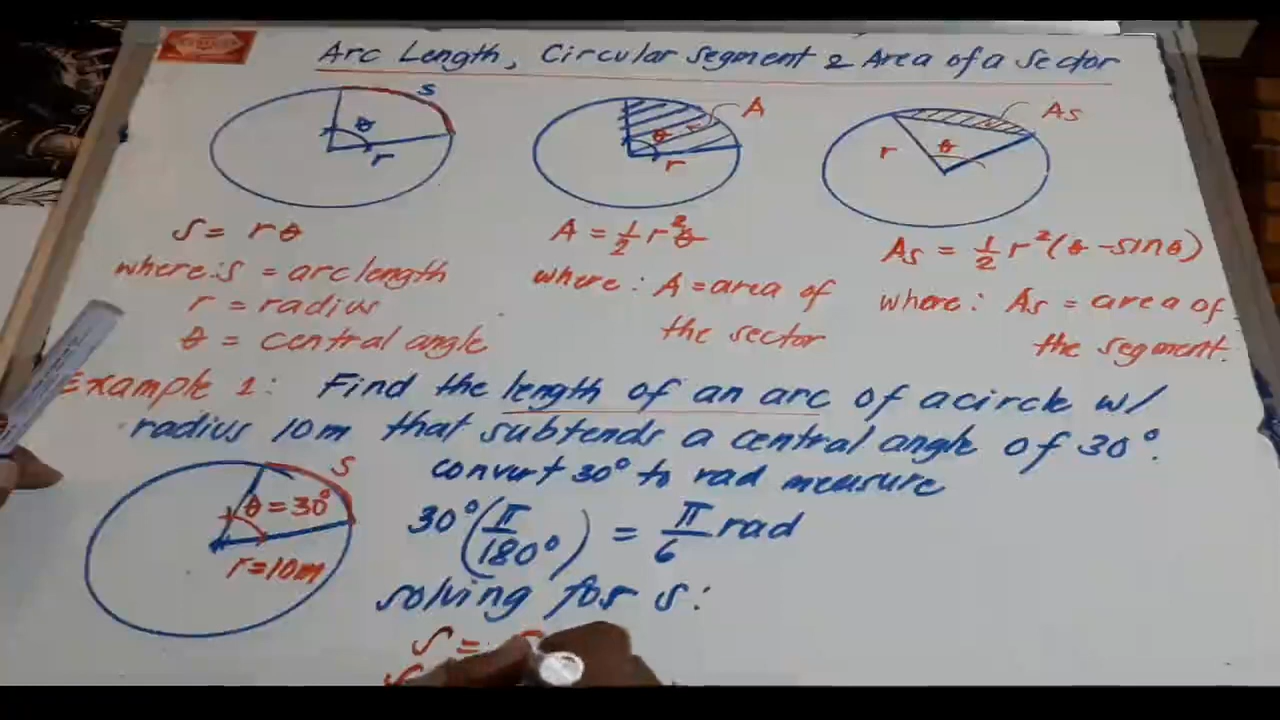 Arc Length, Circular Segment & Area of a Sector
S
θ
r
A
θ
r
As
r
θ
S = rθ
where: S = arc length
r = radius
θ = central angle
A = 1/2 r²θ
where: A = area of
the sector
As = 1/2 r²(θ - sinθ)
where: As = area of
the segment.
Example 1: Find the length of an arc of a circle w/
radius 10m that subtends a central angle of 30°.
S
θ = 30°
r = 10m
convert 30° to rad measure
30° (π/180°) = π/6 rad
solving for S:
S =